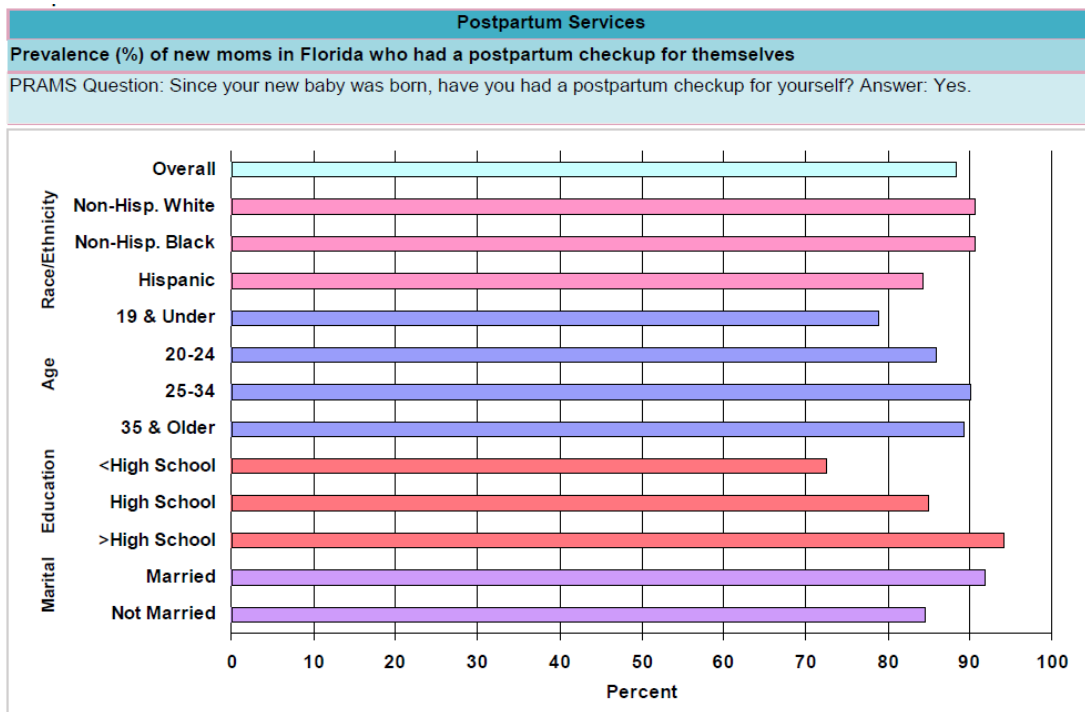 Postpartum Services
Prevalence (%) of new moms in Florida who had a postpartum checkup for themselves
PRAMS Question: Since your new baby was born, have you had a postpartum checkup for yourself? Answer: Yes.
Race/Ethnicity
Overall
Non-Hisp. White
Non-Hisp. Black
Hispanic
Age
19 & Under
20-24
25-34
35 & Older
Education
<High School
High School
>High School
Marital
Married
Not Married
0 10 20 30 40 50 60 70 80 90 100
Percent